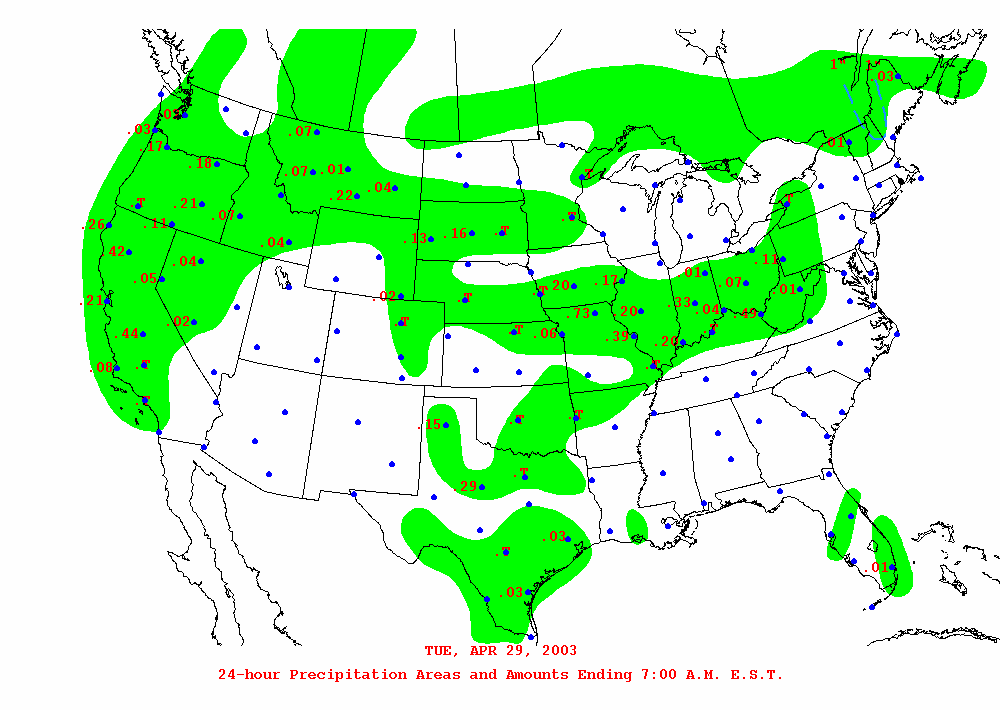 1"
.03
.03
.03
.07
.17
.01
.18
.07 .01
T
.04
.22
T .21
T
.26 .11 .07
T
.13 .16 T
.04
42
.04
.11
.05
.01
.07
.20 .17
.01
.02
T
T
.21
.33
.04
.49
.73 .20
.02
T
T
T
.44
.06
.39
.20
.08 T
T
T
T
T
.15
T
.29
.03
T
.01
.03
TUE, APR 29, 2003
24-hour Precipitation Areas and Amounts Ending 7:00 A.M. E.S.T.